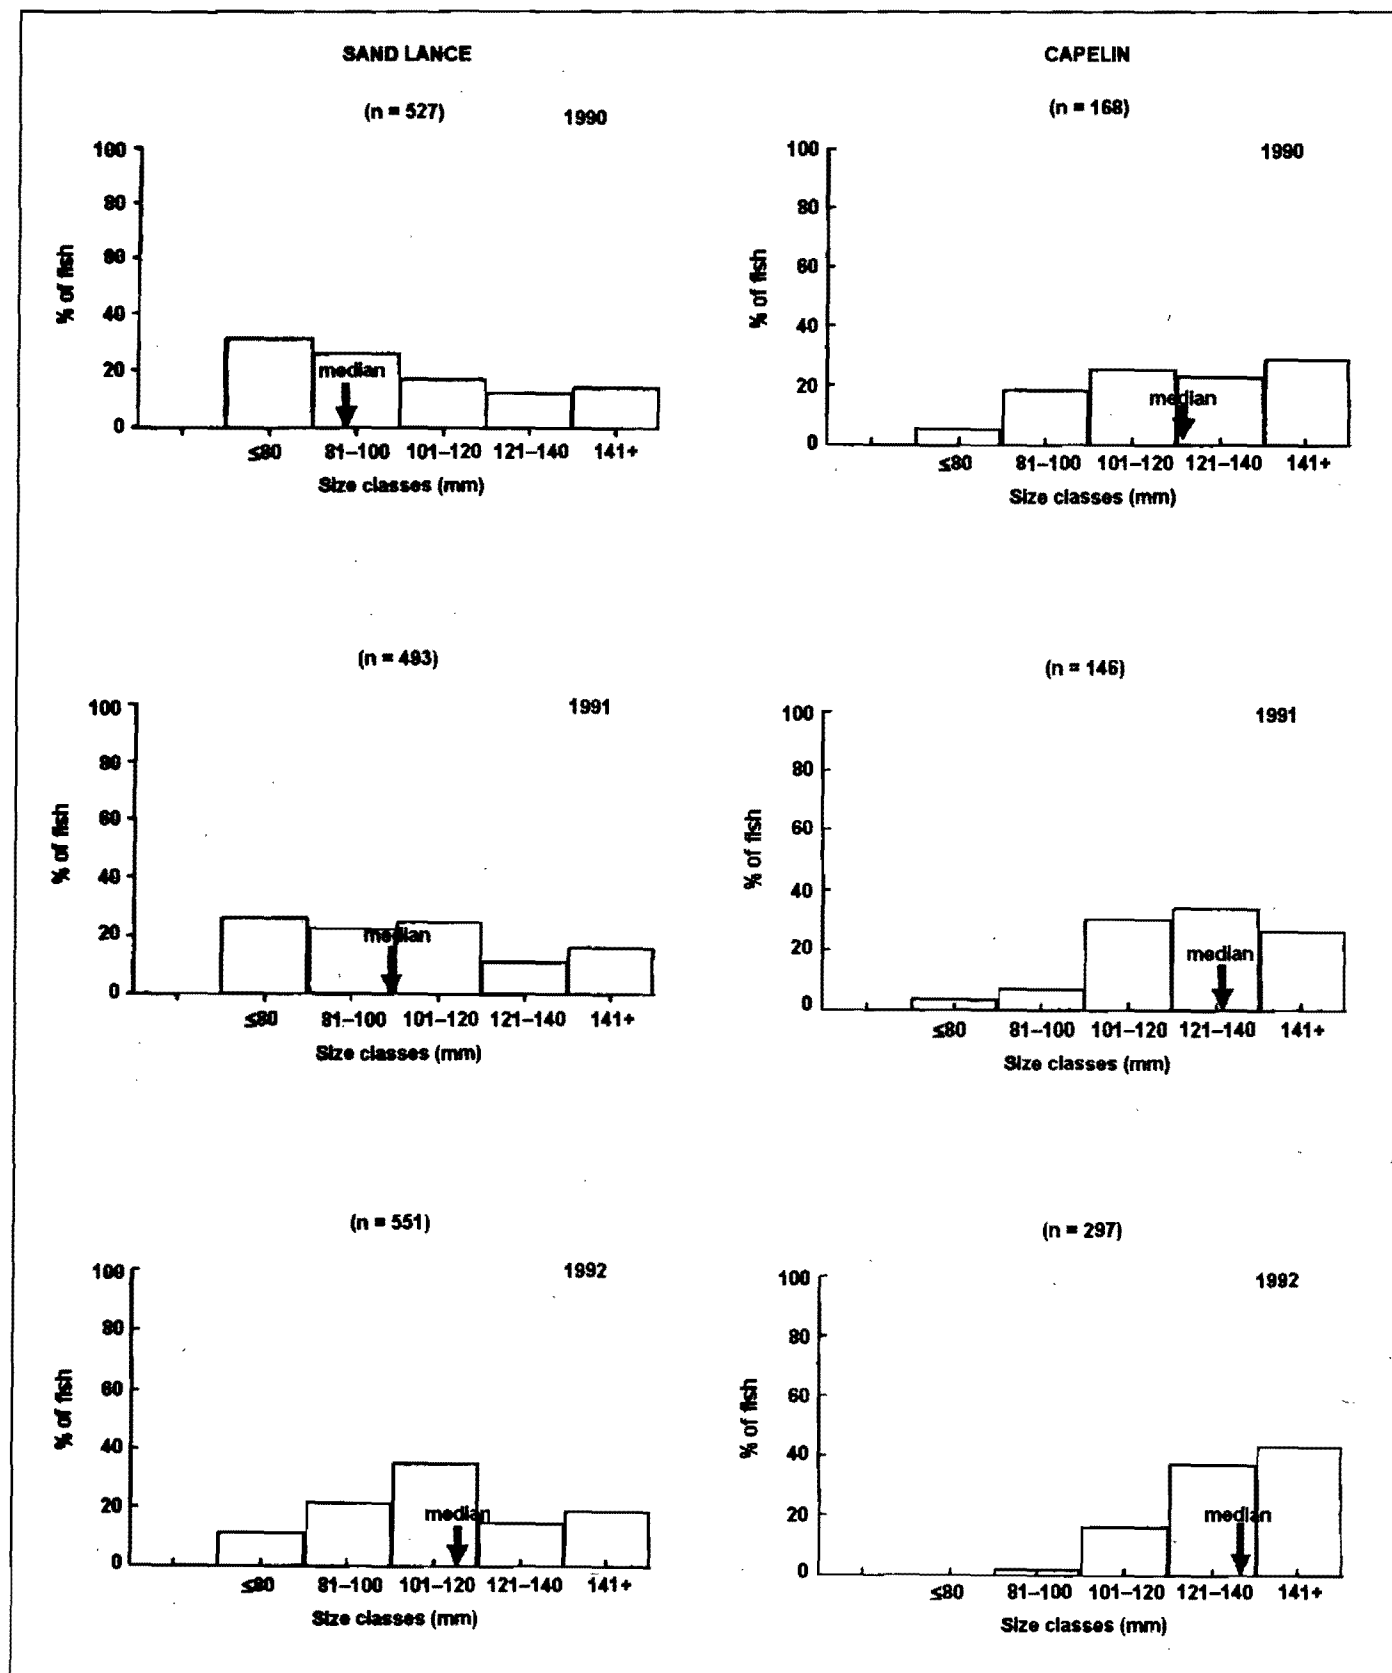 SAND LANCE
(n = 527)
1990
100
80
60
40
20
0
% of fish
median
≤80 81–100 101–120 121–140 141+
Size classes (mm)
CAPELIN
(n = 168)
1990
100
80
60
40
20
0
% of fish
median
≤80 81–100 101–120 121–140 141+
Size classes (mm)
(n = 493)
1991
100
80
60
40
20
0
% of fish
median
≤80 81–100 101–120 121–140 141+
Size classes (mm)
(n = 146)
1991
100
80
60
40
20
0
% of fish
median
≤80 81–100 101–120 121–140 141+
Size classes (mm)
(n = 551)
1992
100
80
60
40
20
0
% of fish
median
≤80 81–100 101–120 121–140 141+
Size classes (mm)
(n = 297)
1992
100
80
60
40
20
0
% of fish
median
≤80 81–100 101–120 121–140 141+
Size classes (mm)